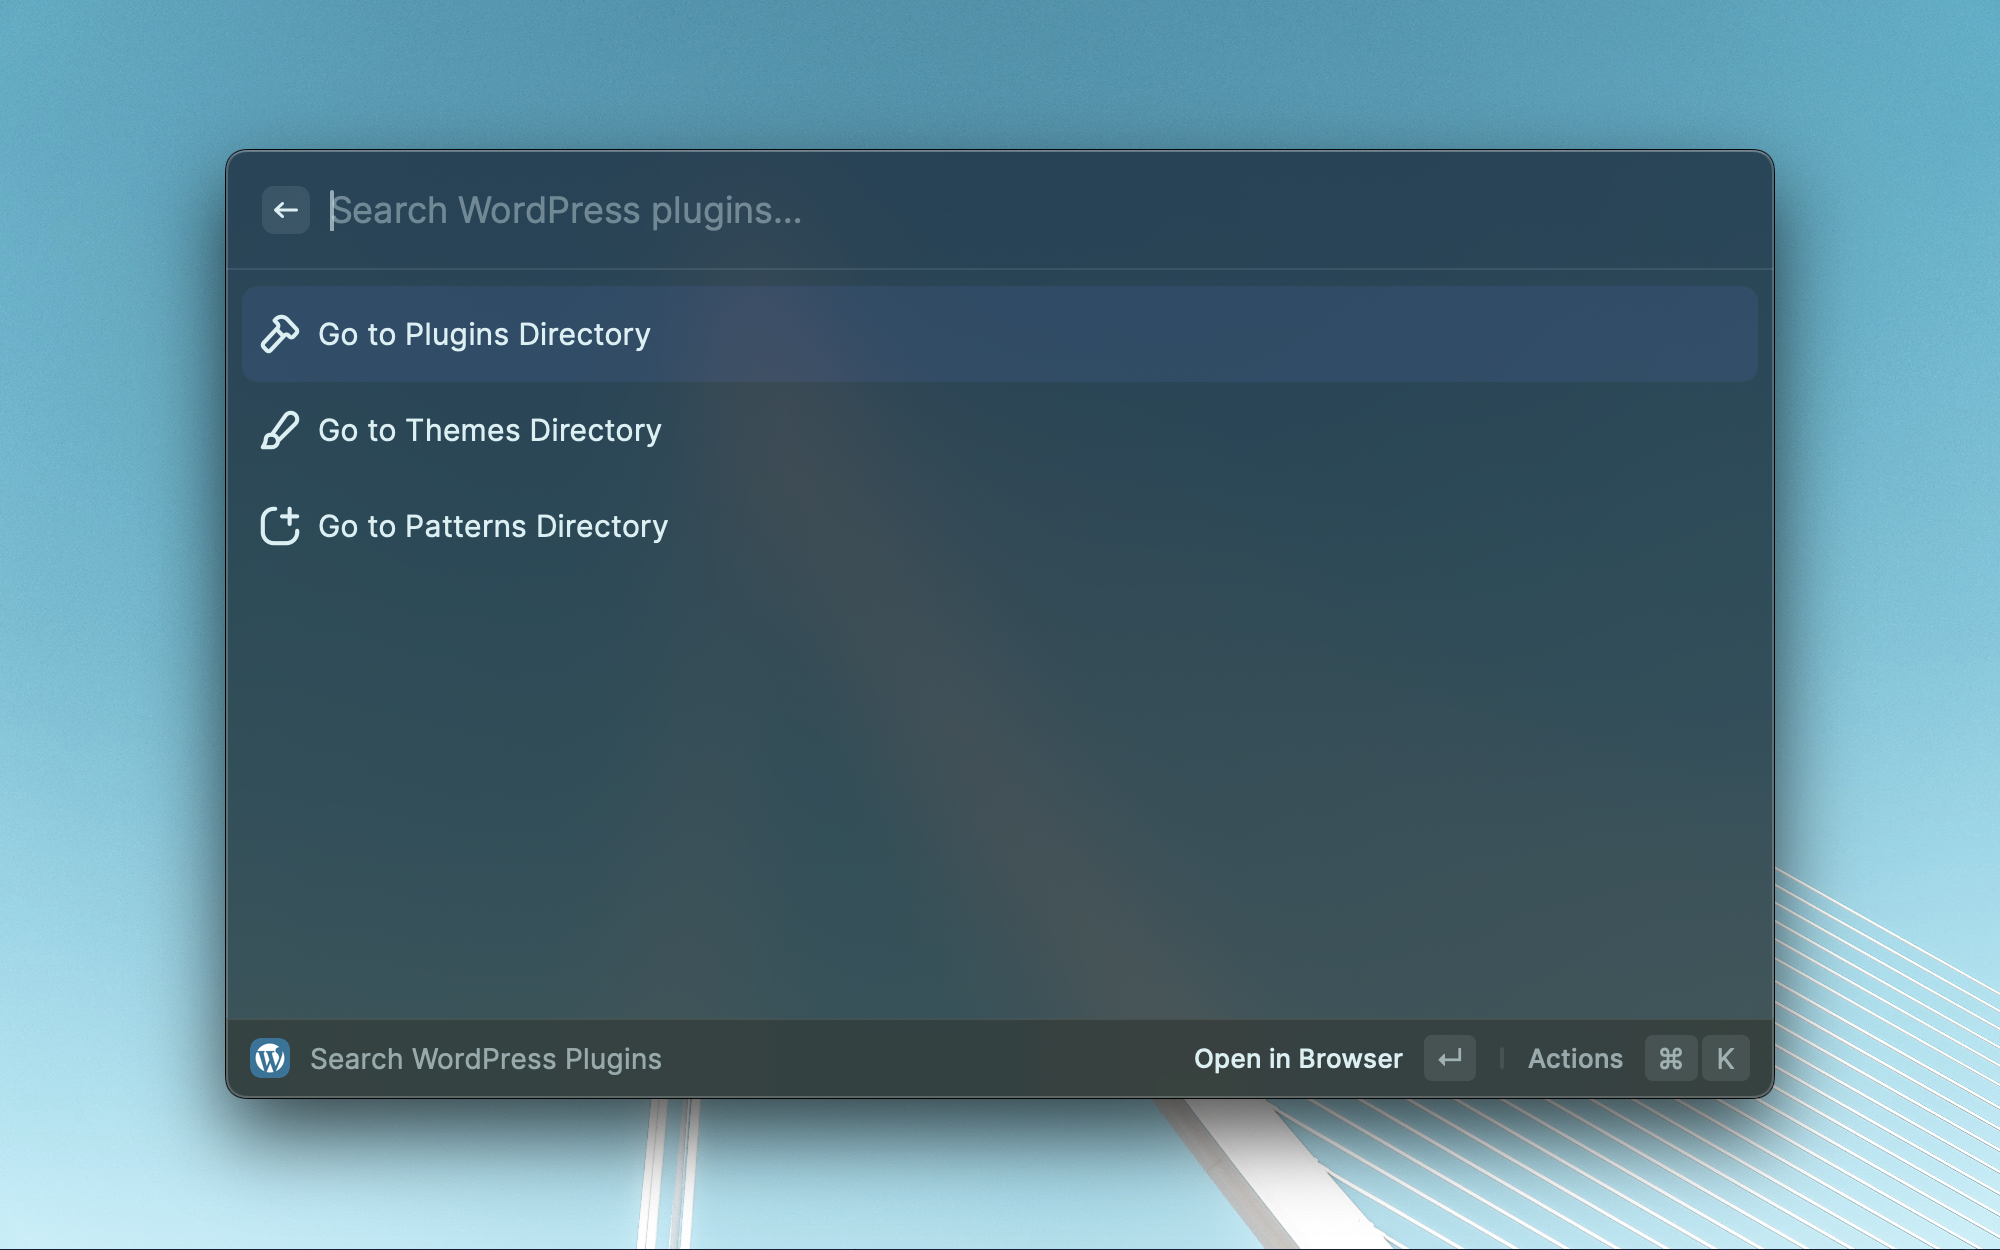 Search WordPress plugins...
Go to Plugins Directory
Go to Themes Directory
Go to Patterns Directory
Search WordPress Plugins
Open in Browser ↵ | Actions ⌘ K